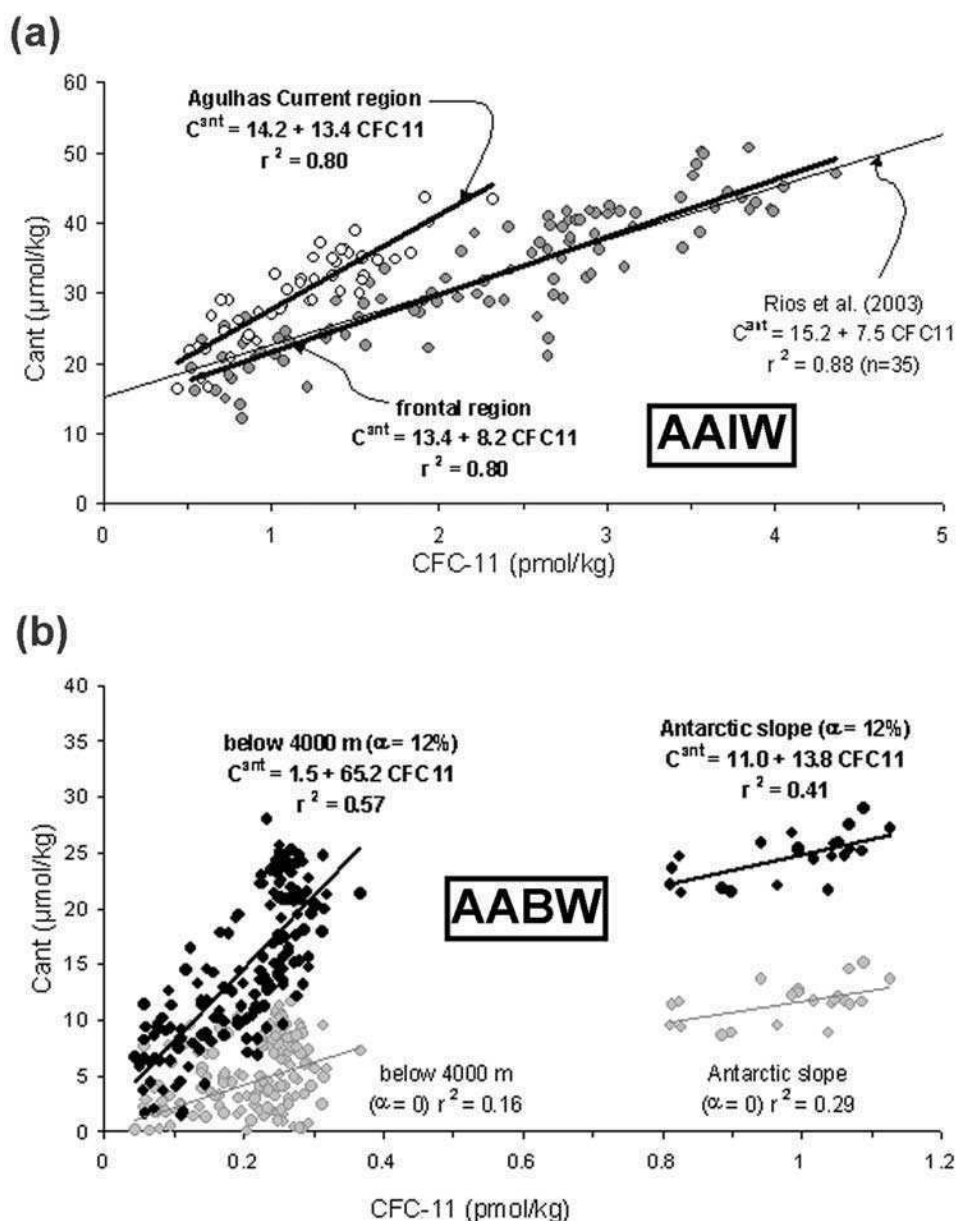 (a)
60
50
40
30
20
10
0
Cant (µmol/kg)
Agulhas Current region
C^ant = 14.2 + 13.4 CFC11
r² = 0.80
Rios et al. (2003)
C^ant = 15.2 + 7.5 CFC11
r² = 0.88 (n=35)
frontal region
C^ant = 13.4 + 8.2 CFC11
r² = 0.80
AAIW
0 1 2 3 4 5
CFC-11 (pmol/kg)
(b)
40
35
30
25
20
15
10
5
0
Cant (µmol/kg)
below 4000 m (α = 12%)
C^ant = 1.5 + 65.2 CFC11
r² = 0.57
Antarctic slope (α = 12%)
C^ant = 11.0 + 13.8 CFC11
r² = 0.41
AABW
below 4000 m
(α = 0) r² = 0.16
Antarctic slope
(α = 0) r² = 0.29
0 0.2 0.4 0.6 0.8 1 1.2
CFC-11 (pmol/kg)